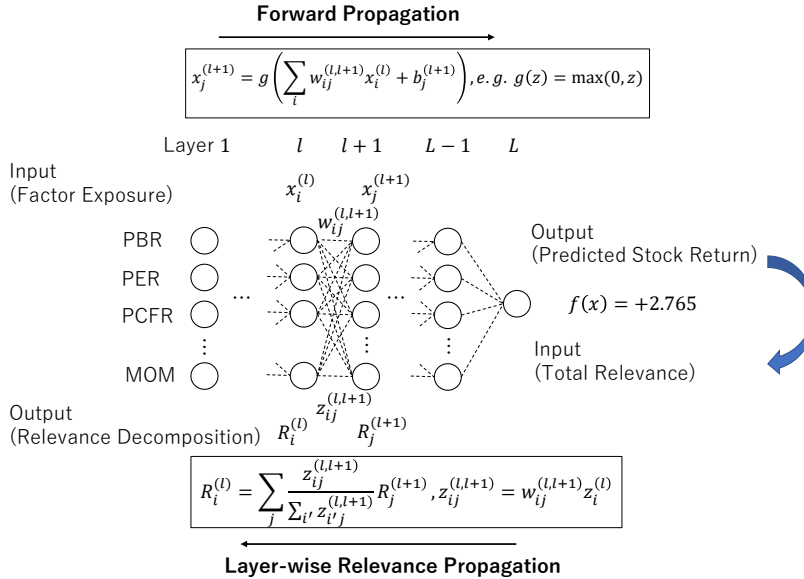 Forward Propagation
x_j^{(l+1)} = g(∑_i w_{ij}^{(l,l+1)} x_i^{(l)} + b_j^{(l+1)}), e.g. g(z) = max(0, z)
Layer 1 l l + 1 L − 1 L
Input
(Factor Exposure)
x_i^{(l)} x_j^{(l+1)}
w_{ij}^{(l,l+1)}
PBR
PER
PCFR
⋮
MOM
... ...
⋮ ⋮ ⋮
Output
(Predicted Stock Return)
f(x) = +2.765
Input
(Total Relevance)
z_{ij}^{(l,l+1)}
Output
(Relevance Decomposition) R_i^{(l)} R_j^{(l+1)}
R_i^{(l)} = ∑_j \frac{z_{ij}^{(l,l+1)}}{∑_{i'} z_{i'j}^{(l,l+1)}} R_j^{(l+1)}, z_{ij}^{(l,l+1)} = w_{ij}^{(l,l+1)} z_i^{(l)}
Layer-wise Relevance Propagation